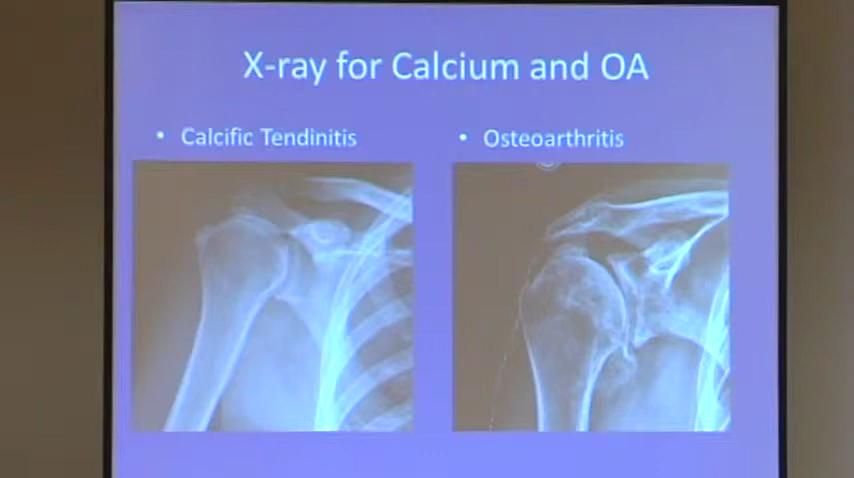 X-ray for Calcium and OA
• Calcific Tendinitis
• Osteoarthritis